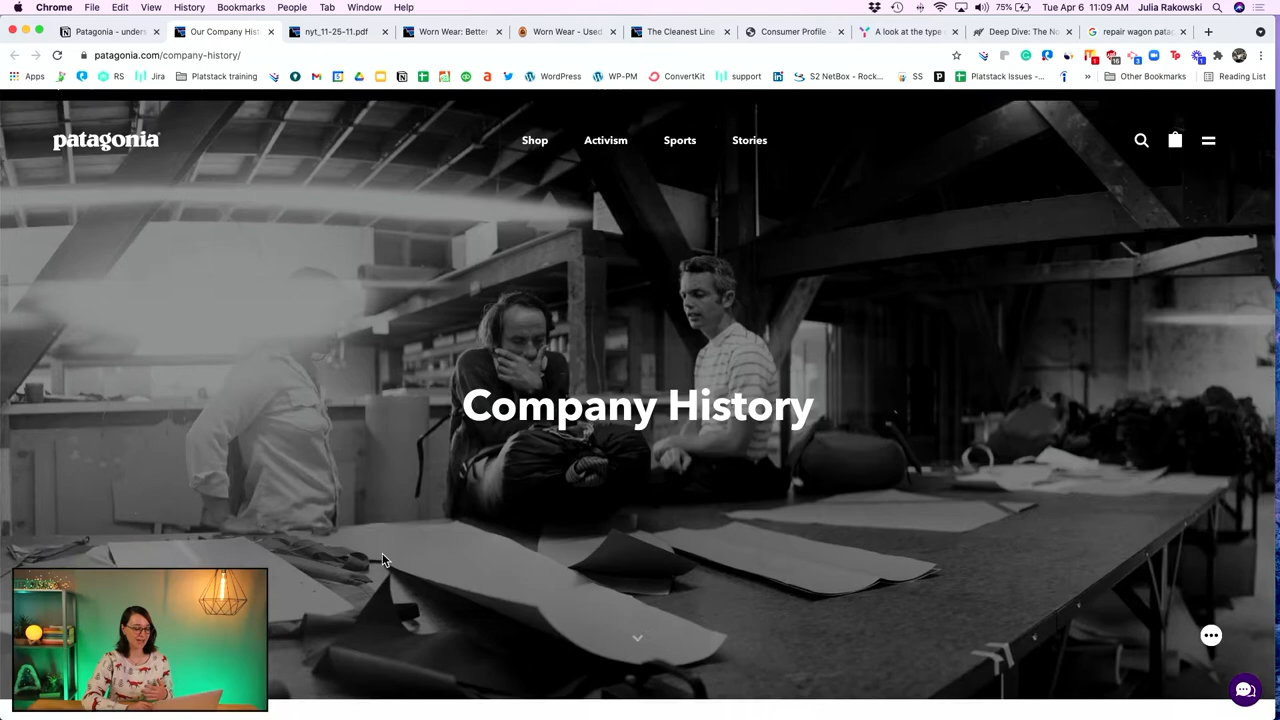 Chrome File Edit View History Bookmarks People Tab Window Help 75% Tue Apr 6 11:09 AM Julia Rakowski
Patagonia - unders Our Company Hist nyt_11-25-11.pdf Worn Wear: Better Worn Wear - Used The Cleanest Line Consumer Profile - A look at the type Deep Dive: The No repair wagon patag
patagonia.com/company-history/
Apps RS Jira Platstack training WordPress WP-PM ConvertKit support S2 NetBox - Rock... SS Platstack Issues -... » Other Bookmarks Reading List
patagonia Shop Activism Sports Stories
Company History